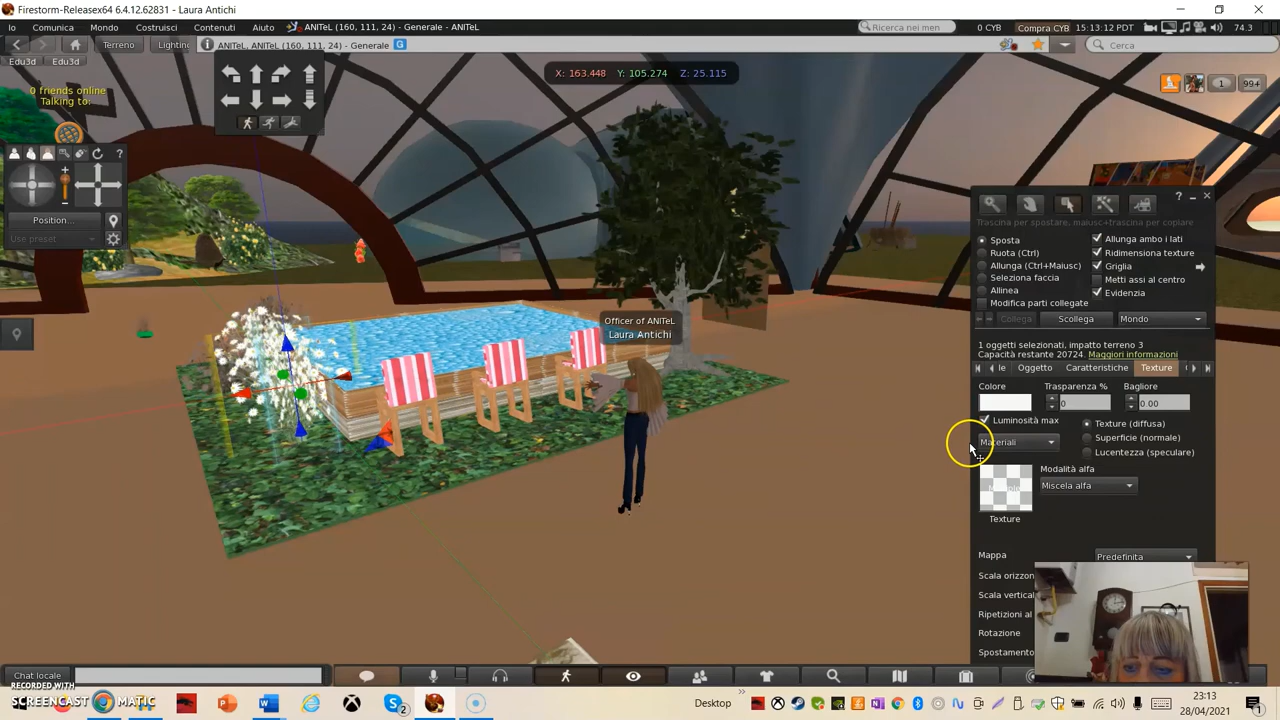 Firestorm-Releasex64 6.4.12.62831 - Laura Antichi
Io Comunica Mondo Costruisci Contenuti Aiuto ANITeL (160, 111, 24) - Generale - ANITeL
Ricerca nei men
0 CYB Compra CYB 15:13:12 PDT 74.3
Terreno Lighting ANITeL, ANITeL (160, 111, 24) - Generale G
Cerca
Edu3d Edu3d
X: 163.448 Y: 105.274 Z: 25.115
1 994
0 friends online
Talking to:
Position...
Use preset
Officer of ANITeL
Laura Antichi
Trascina per spostare, maiusc+trascina per copiare
Sposta
Ruota (Ctrl)
Allunga (Ctrl+Maiusc)
Seleziona faccia
Allinea
Modifica parti collegate
Allunga ambo i lati
Ridimensiona texture
Griglia
Metti assi al centro
Evidenzia
Collega Scollega Mondo
1 oggetti selezionati, impatto terreno 3
Capacità restante 20724. Maggiori informazioni
le Oggetto Caratteristiche Texture
Colore Trasparenza % Bagliore
0 0.00
Luminosità max
Materiali
Texture (diffusa)
Superficie (normale)
Lucentezza (speculare)
Modalità alfa
Miscela alfa
Texture
Mappa Predefinita
Scala orizzon
Scala vertical
Ripetizioni al
Rotazione
Spostamento
Chat locale
RECORDED WITH
SCREENCAST MATIC
Desktop
23:13
28/04/2021